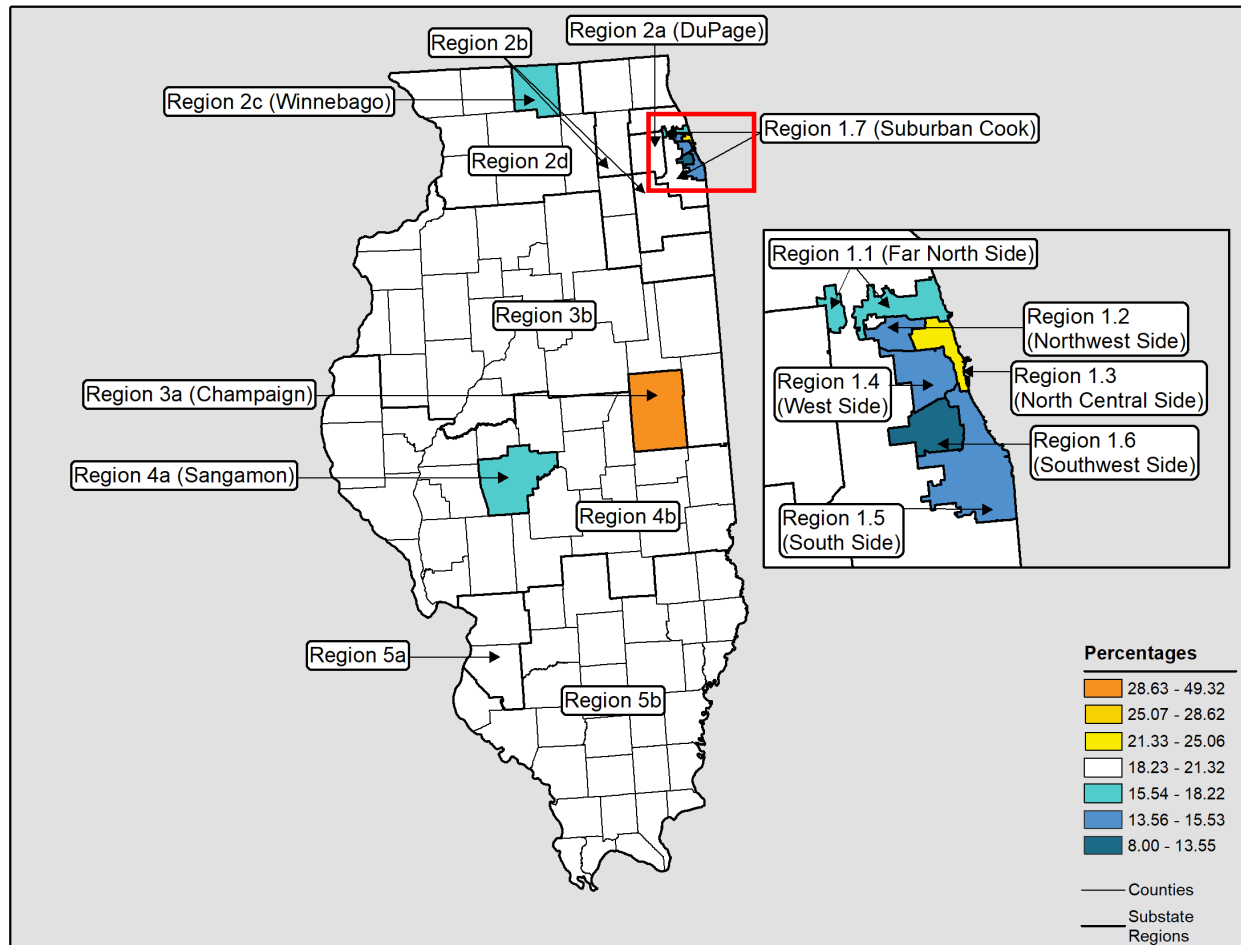 Region 2a (DuPage)
Region 2b
Region 2c (Winnebago)
Region 1.7 (Suburban Cook)
Region 2d
Region 1.1 (Far North Side)
Region 3b
Region 1.2
(Northwest Side)
Region 3a (Champaign)
Region 1.4
(West Side)
Region 1.3
(North Central Side)
Region 1.6
(Southwest Side)
Region 4a (Sangamon)
Region 4b
Region 1.5
(South Side)
Region 5a
Region 5b
Percentages
28.63 - 49.32
25.07 - 28.62
21.33 - 25.06
18.23 - 21.32
15.54 - 18.22
13.56 - 15.53
8.00 - 13.55
Counties
Substate
Regions